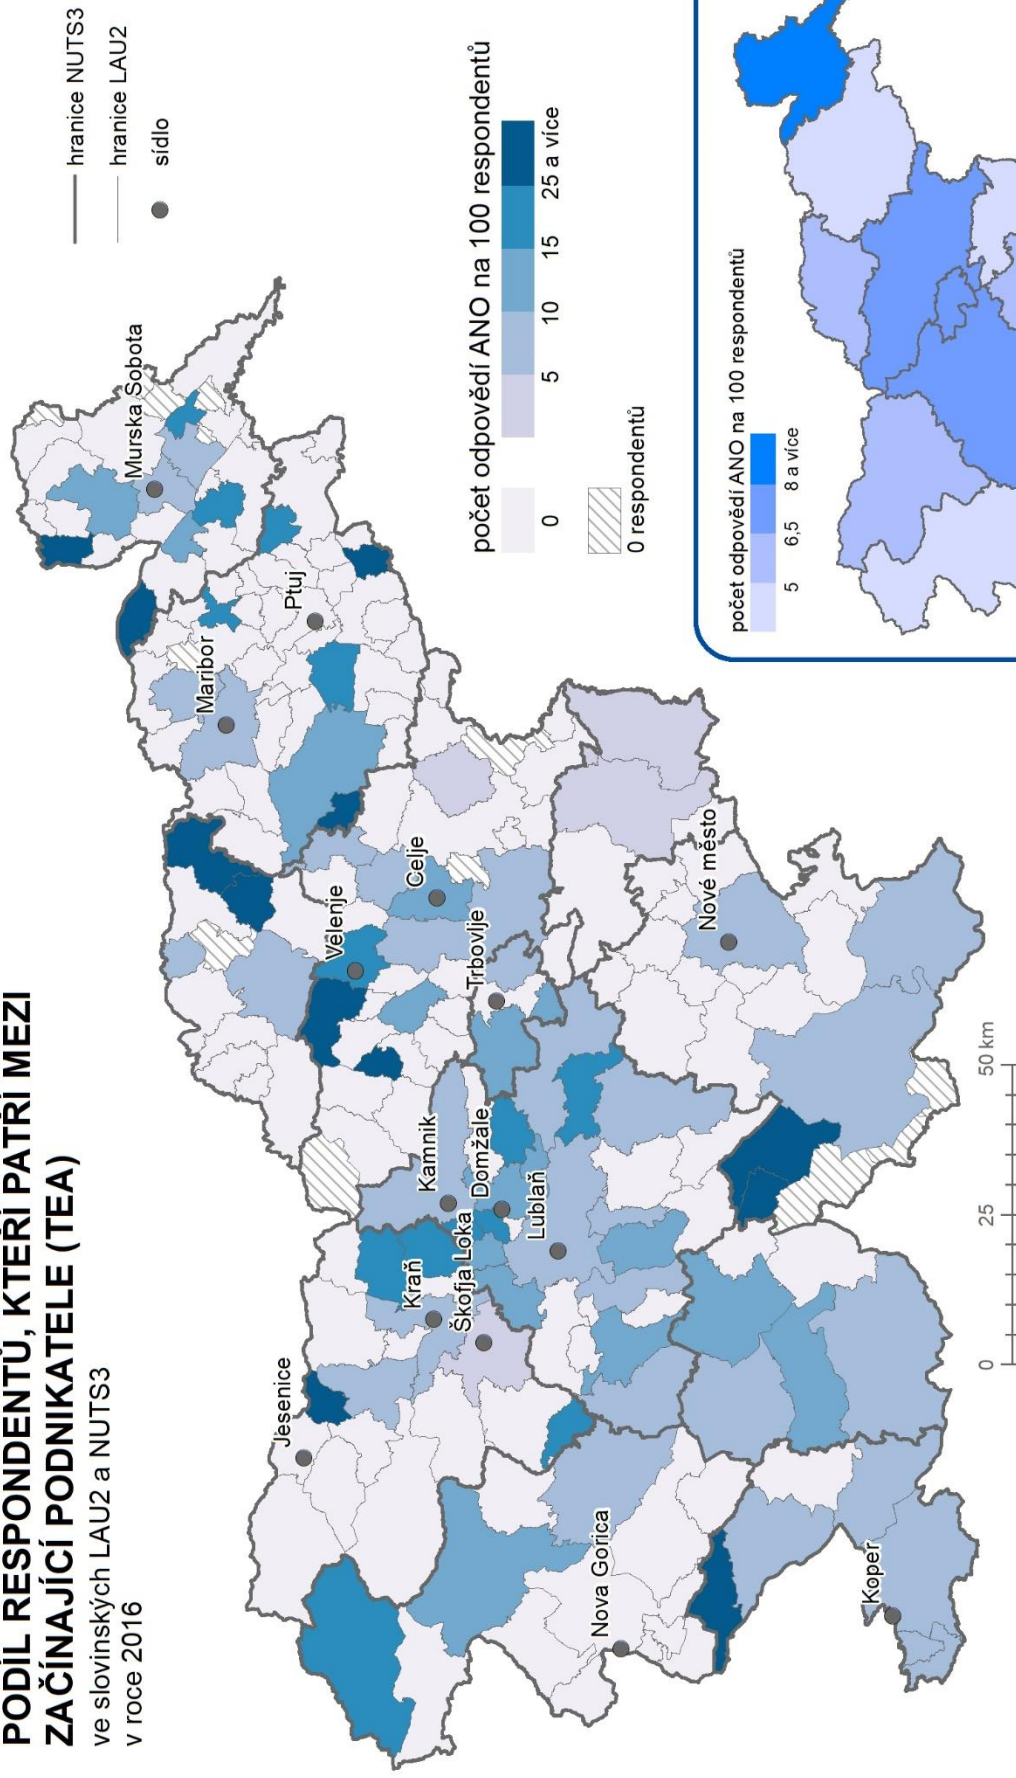 PODÍL RESPONDENTŮ, KTEŘÍ PATŘÍ MEZI
ZAČÍNAJÍCÍ PODNIKATELE (TEA)
ve slovinských LAU2 a NUTS3
v roce 2016
hranice NUTS3
hranice LAU2
sídlo
Murska Sobota
Maribor
Ptuj
Velenje
Celje
Trbovlje
Jesenice
Kraň
Kamnik
Škofja Loka
Domžale
Lublaň
Nové město
Nova Gorica
Koper
počet odpovědí ANO na 100 respondentů
0
5
10
15
25 a více
0 respondentů
0
25
50 km
počet odpovědí ANO na 100 respondentů
5
6,5
8 a více